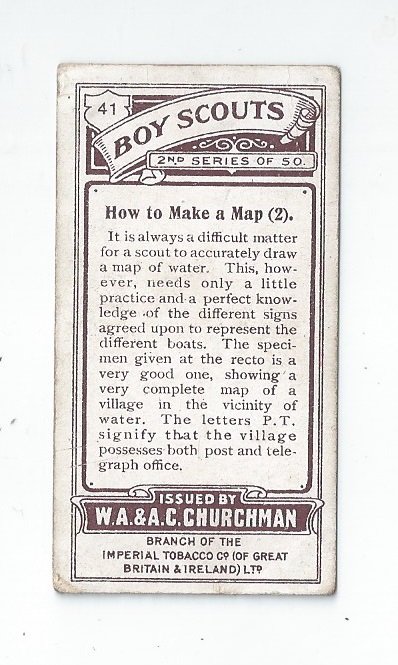 41
BOY SCOUTS
2ND SERIES OF 50.
How to Make a Map (2).
It is always a difficult matter
for a scout to accurately draw
a map of water. This, how-
ever, needs only a little
practice and a perfect know-
ledge of the different signs
agreed upon to represent the
different boats. The speci-
men given at the recto is a
very good one, showing a
very complete map of a
village in the vicinity of
water. The letters P.T.
signify that the village
possesses both post and tele-
graph office.
ISSUED BY
W.A.&A.C.CHURCHMAN
BRANCH OF THE
IMPERIAL TOBACCO CO (OF GREAT
BRITAIN & IRELAND) LTD